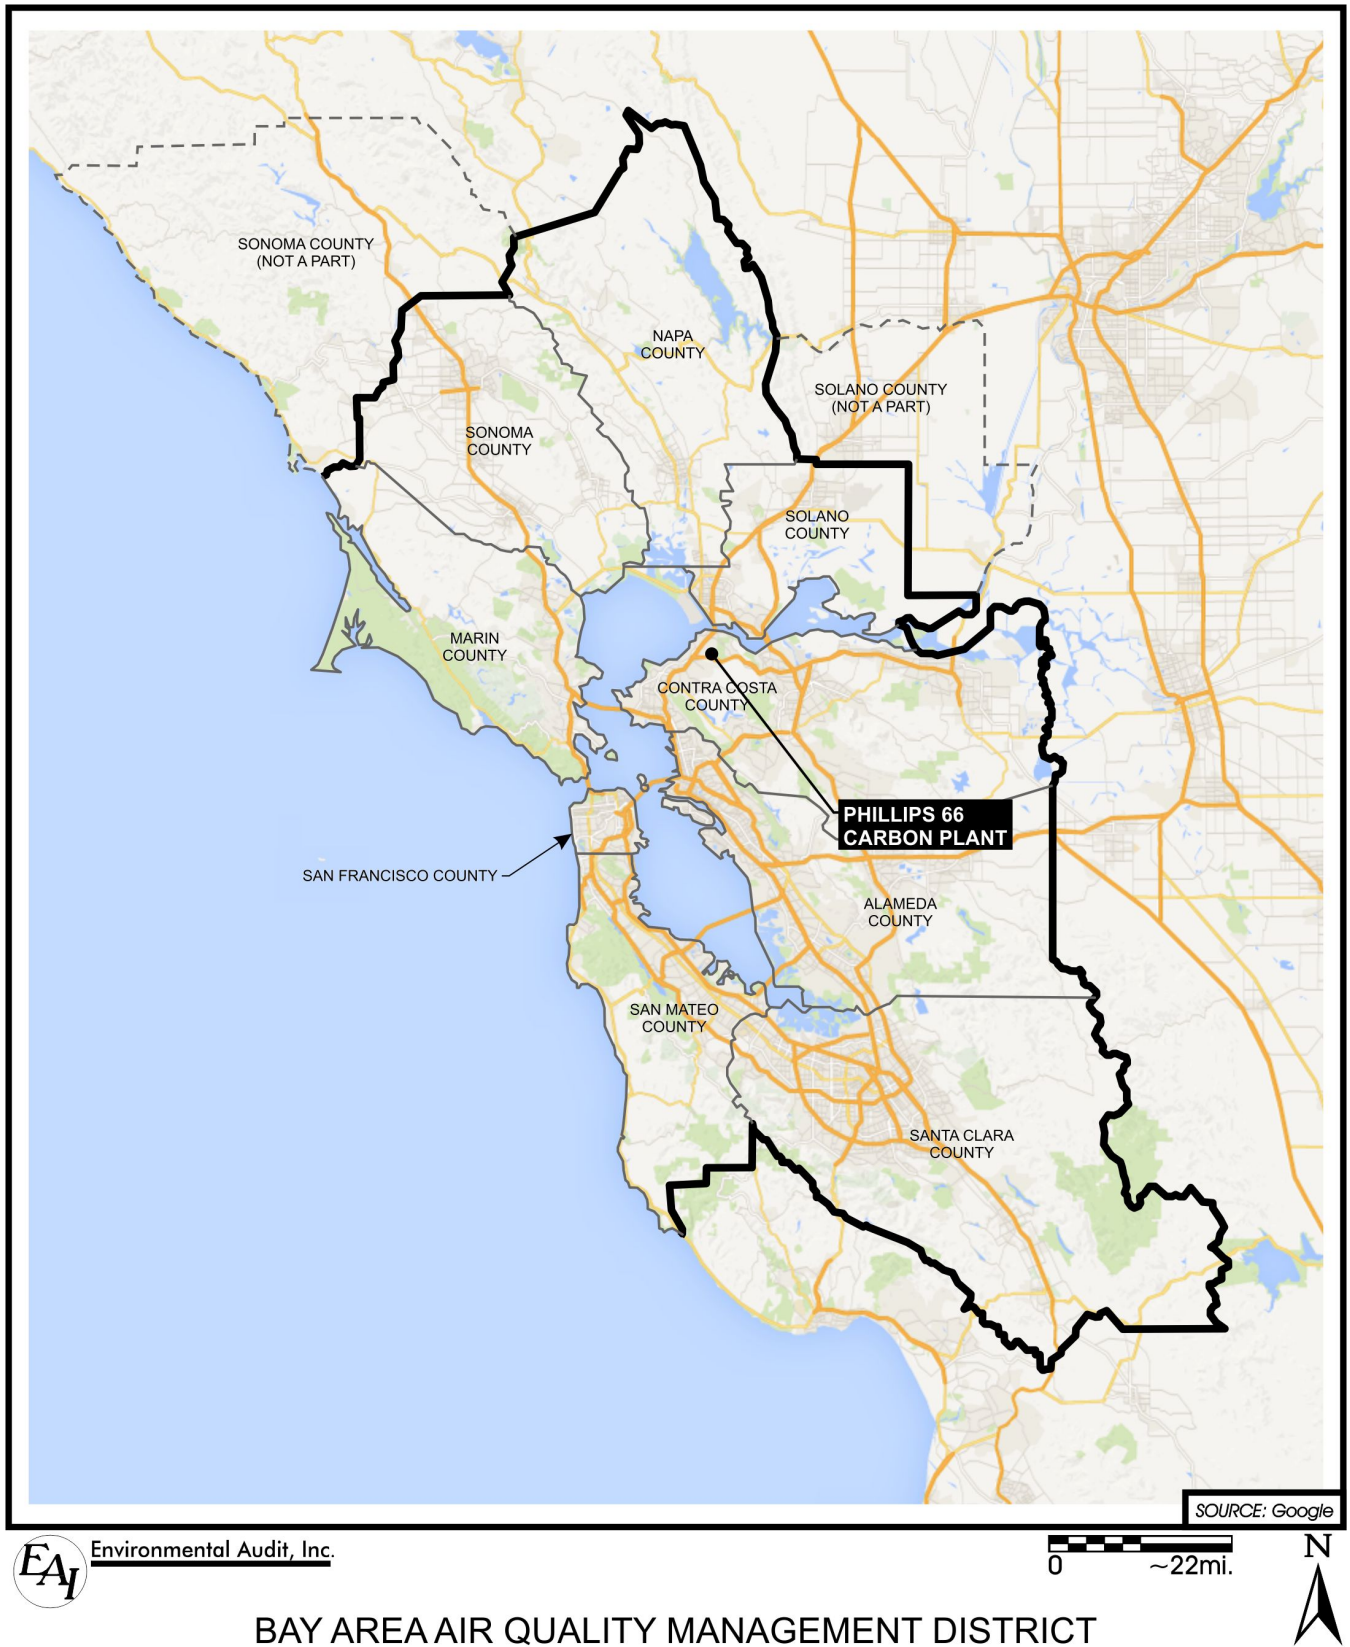 SONOMA COUNTY
(NOT A PART)
NAPA
COUNTY
SOLANO COUNTY
(NOT A PART)
SONOMA
COUNTY
SOLANO
COUNTY
MARIN
COUNTY
CONTRA COSTA
COUNTY
PHILLIPS 66
CARBON PLANT
SAN FRANCISCO COUNTY
ALAMEDA
COUNTY
SAN MATEO
COUNTY
SANTA CLARA
COUNTY
SOURCE: Google
EAI
Environmental Audit, Inc.
0
~22mi.
N
BAY AREA AIR QUALITY MANAGEMENT DISTRICT